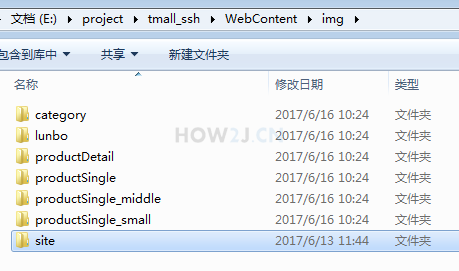 文档 (E:) ▸ project ▸ tmall_ssh ▸ WebContent ▸ img ▸
包含到库中 ▾ 共享 ▾ 新建文件夹
名称 修改日期 类型
category 2017/6/16 10:24 文件夹
lunbo 2017/6/16 10:24 文件夹
HOW2J.CN
productDetail 2017/6/16 10:24 文件夹
productSingle 2017/6/16 10:24 文件夹
productSingle_middle 2017/6/16 10:24 文件夹
productSingle_small 2017/6/16 10:24 文件夹
site 2017/6/13 11:44 文件夹